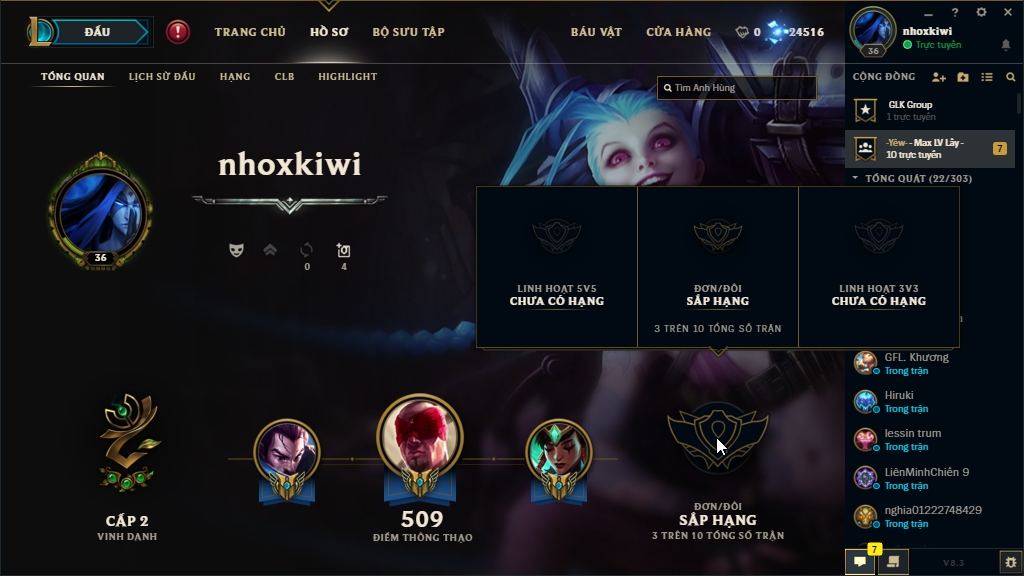 ĐẤU
!
TRANG CHỦ
HỒ SƠ
BỘ SƯU TẬP
BÁU VẬT
CỬA HÀNG
0
24516
?
nhoxkiwi
Trực tuyến
36
TỔNG QUAN
LỊCH SỬ ĐẤU
HẠNG
CLB
HIGHLIGHT
CỘNG ĐỒNG
Tìm Anh Hùng
GLK Group
1 trực tuyến
-Yêw- - Max LV Lầy -
10 trực tuyến
7
TỔNG QUÁT (22/303)
nhoxkiwi
36
0
4
LINH HOẠT 5V5
CHƯA CÓ HẠNG
ĐƠN/ĐÔI
SẮP HẠNG
3 TRÊN 10 TỔNG SỐ TRẬN
LINH HOẠT 3V3
CHƯA CÓ HẠNG
GFL. Khương
Trong trận
Hiruki
Trong trận
lessin trum
Trong trận
LiênMinhChiến 9
Trong trận
nghia01222748429
Trong trận
CẤP 2
VINH DANH
509
ĐIỂM THÔNG THẠO
ĐƠN/ĐÔI
SẮP HẠNG
3 TRÊN 10 TỔNG SỐ TRẬN
7
V8.3